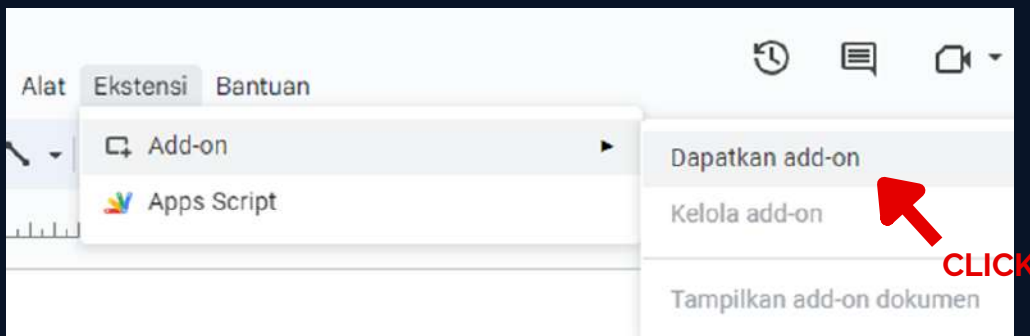 Alat Ekstensi Bantuan
Add-on
Dapatkan add-on
Apps Script
Kelola add-on
CLICK
Tampilkan add-on dokumen